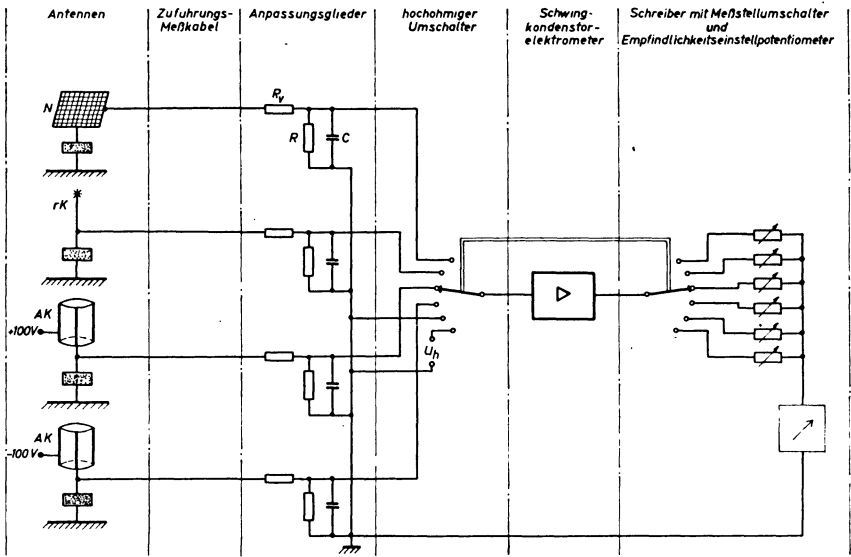 Antennen
Zuführungs-
Meßkabel
Anpassungsglieder
hochohmiger
Umschalter
Schwing-
kondenstor-
elektrometer
Schreiber mit Meßstellumschalter
und
Empfindlichkeitseinstellpotentiometer
N
Rv
R
C
rK
AK
+100V
Uh
AK
-100V